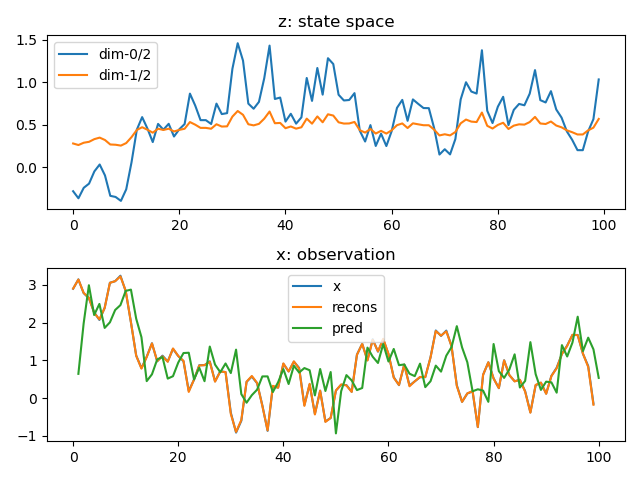 z: state space
1.5
1.0
0.5
0.0
dim-0/2
dim-1/2
0 20 40 60 80 100
x: observation
3
2
1
0
−1
x
recons
pred
0 20 40 60 80 100